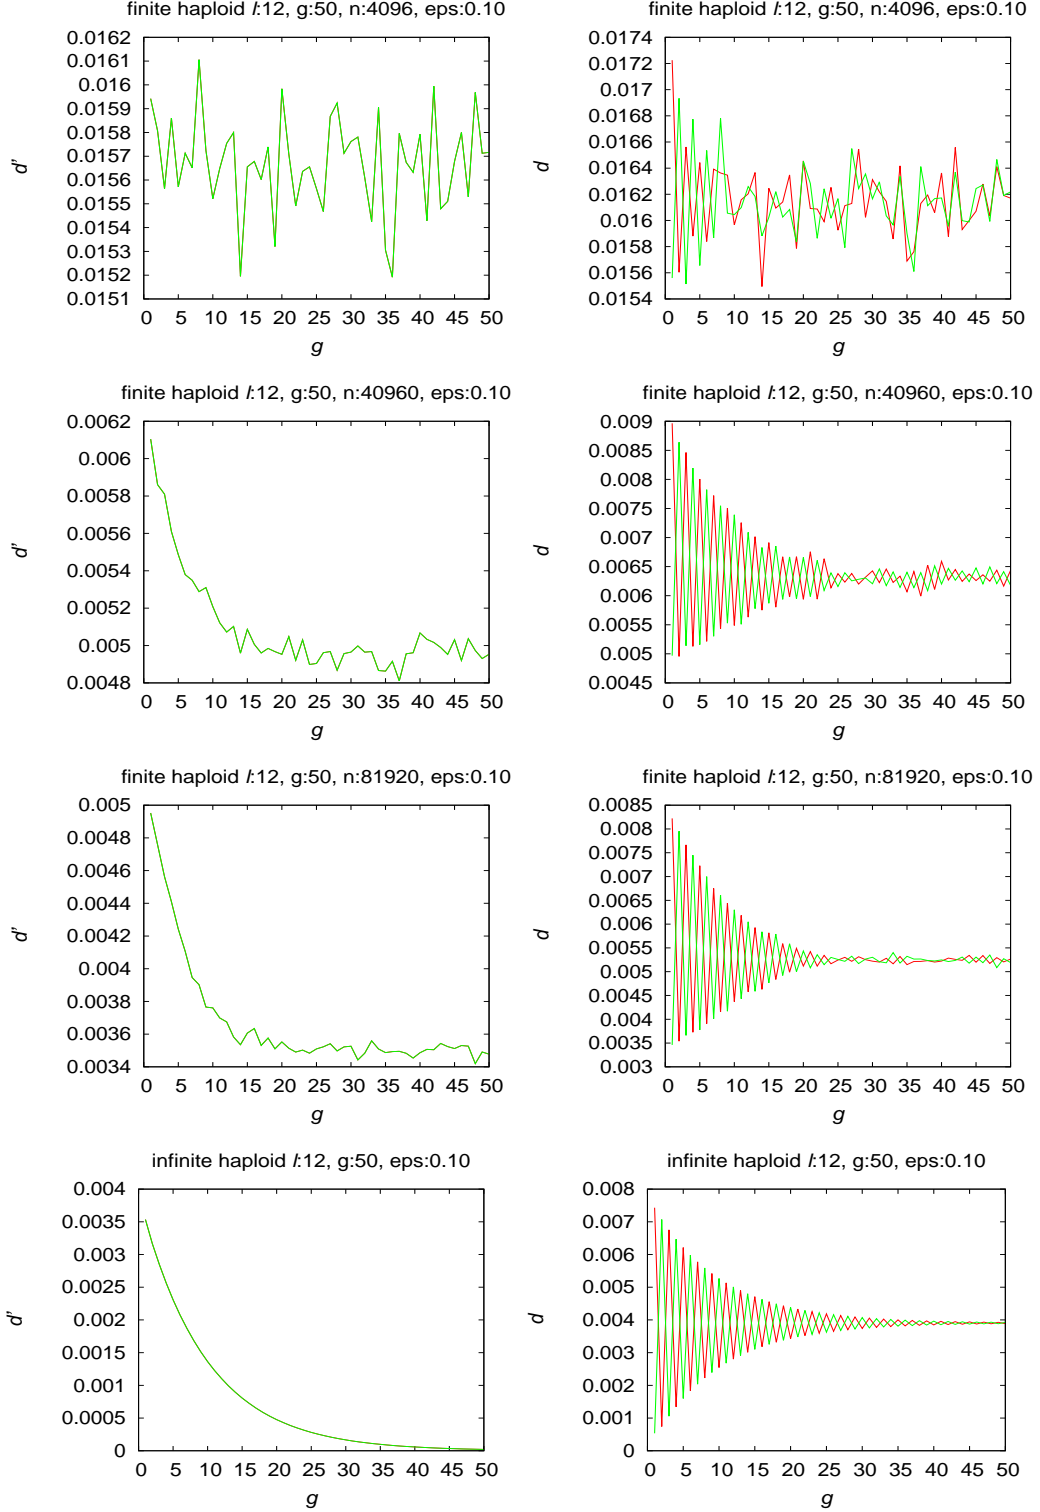 finite haploid l:12, g:50, n:4096, eps:0.10
0.0162
0.0161
0.016
0.0159
0.0158
0.0157
0.0156
0.0155
0.0154
0.0153
0.0152
0.0151
d'
0 5 10 15 20 25 30 35 40 45 50
g
finite haploid l:12, g:50, n:4096, eps:0.10
0.0174
0.0172
0.017
0.0168
0.0166
0.0164
0.0162
0.016
0.0158
0.0156
0.0154
d
0 5 10 15 20 25 30 35 40 45 50
g
finite haploid l:12, g:50, n:40960, eps:0.10
0.0062
0.006
0.0058
0.0056
0.0054
0.0052
0.005
0.0048
d'
0 5 10 15 20 25 30 35 40 45 50
g
finite haploid l:12, g:50, n:40960, eps:0.10
0.009
0.0085
0.008
0.0075
0.007
0.0065
0.006
0.0055
0.005
0.0045
d
0 5 10 15 20 25 30 35 40 45 50
g
finite haploid l:12, g:50, n:81920, eps:0.10
0.005
0.0048
0.0046
0.0044
0.0042
0.004
0.0038
0.0036
0.0034
d'
0 5 10 15 20 25 30 35 40 45 50
g
finite haploid l:12, g:50, n:81920, eps:0.10
0.0085
0.008
0.0075
0.007
0.0065
0.006
0.0055
0.005
0.0045
0.004
0.0035
0.003
d
0 5 10 15 20 25 30 35 40 45 50
g
infinite haploid l:12, g:50, eps:0.10
0.004
0.0035
0.003
0.0025
0.002
0.0015
0.001
0.0005
0
d'
0 5 10 15 20 25 30 35 40 45 50
g
infinite haploid l:12, g:50, eps:0.10
0.008
0.007
0.006
0.005
0.004
0.003
0.002
0.001
0
d
0 5 10 15 20 25 30 35 40 45 50
g